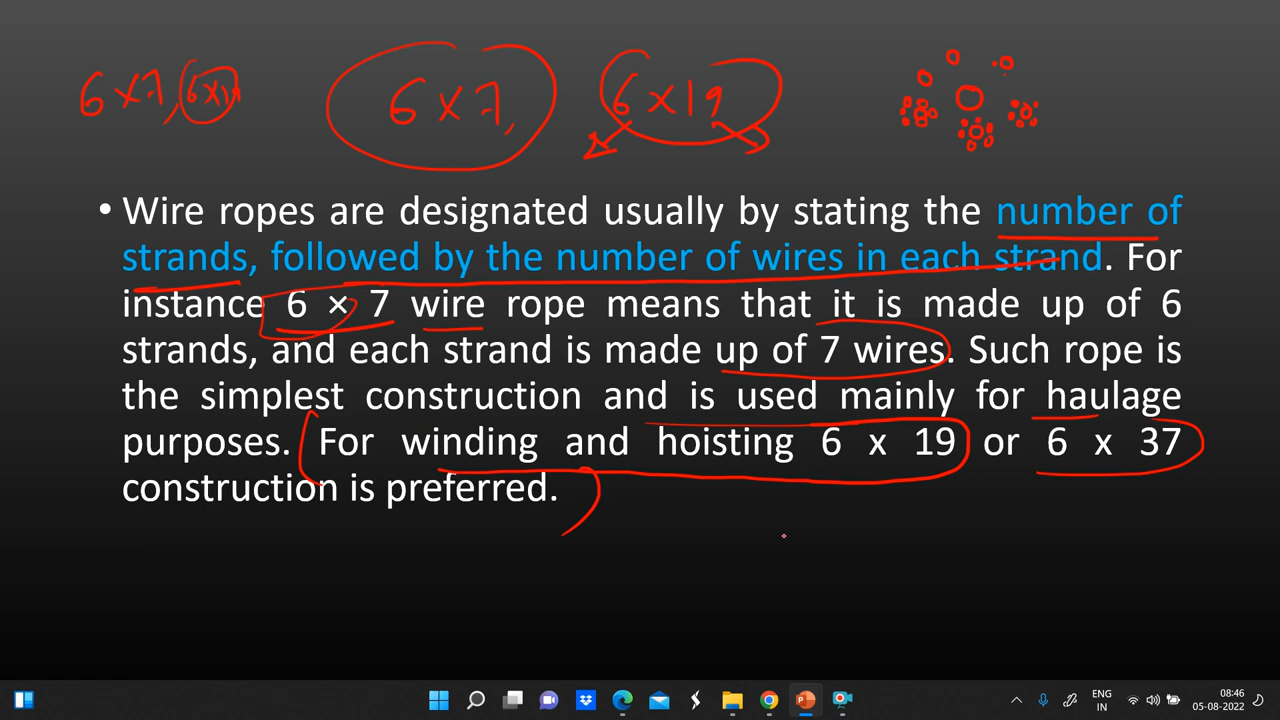 6 x 7, 6 x 19
6 x 7,
6 x 19
• Wire ropes are designated usually by stating the number of
strands, followed by the number of wires in each strand. For
instance 6 × 7 wire rope means that it is made up of 6
strands, and each strand is made up of 7 wires. Such rope is
the simplest construction and is used mainly for haulage
purposes. For winding and hoisting 6 x 19 or 6 x 37
construction is preferred.
ENG
IN
08:46
05-08-2022